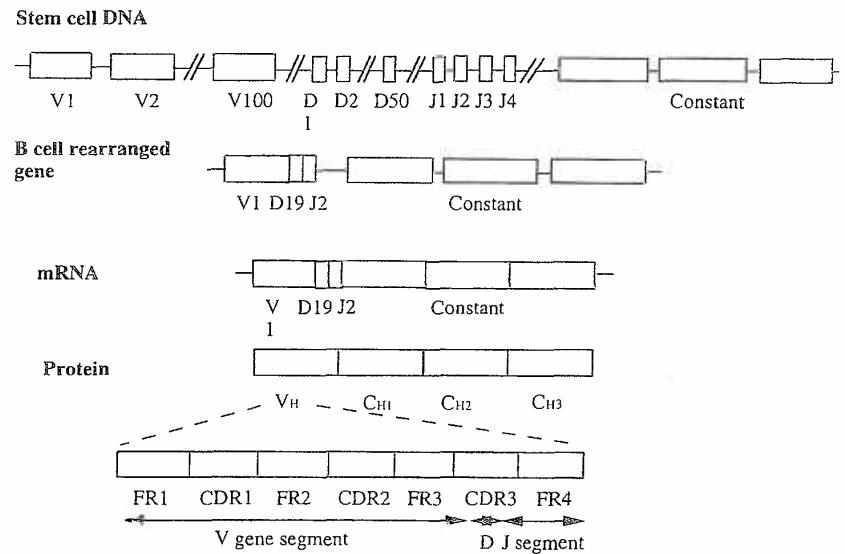 Stem cell DNA
V1 V2 V100 D D2 D50 J1 J2 J3 J4 Constant
1
B cell rearranged
gene
V1 D19 J2 Constant
mRNA
V D19 J2 Constant
1
Protein
VH CH1 CH2 CH3
FR1 CDR1 FR2 CDR2 FR3 CDR3 FR4
V gene segment D J segment